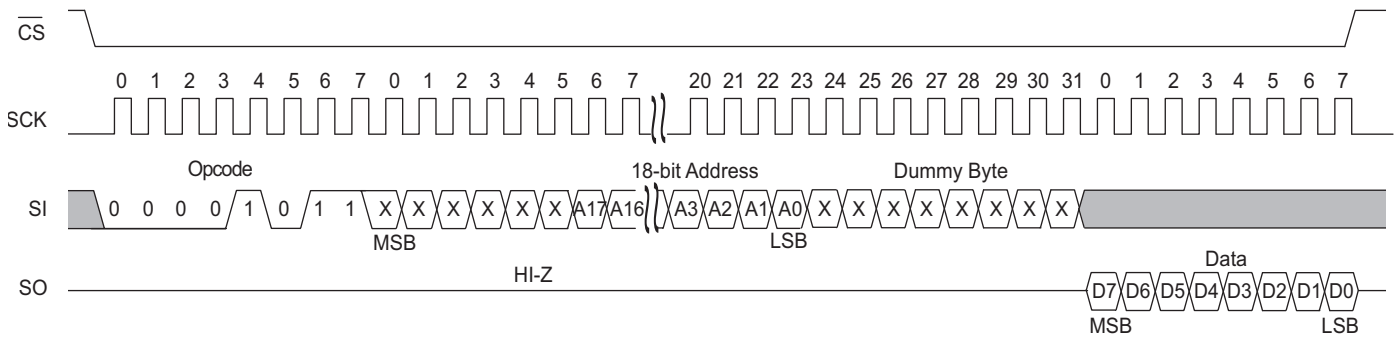 CS
0 1 2 3 4 5 6 7 0 1 2 3 4 5 6 7 20 21 22 23 24 25 26 27 28 29 30 31 0 1 2 3 4 5 6 7
SCK
Opcode 18-bit Address Dummy Byte
SI 0 0 0 0 1 0 1 1 X X X X X X A17 A16 A3 A2 A1 A0 X X X X X X X X
MSB LSB
HI-Z Data
SO D7 D6 D5 D4 D3 D2 D1 D0
MSB LSB